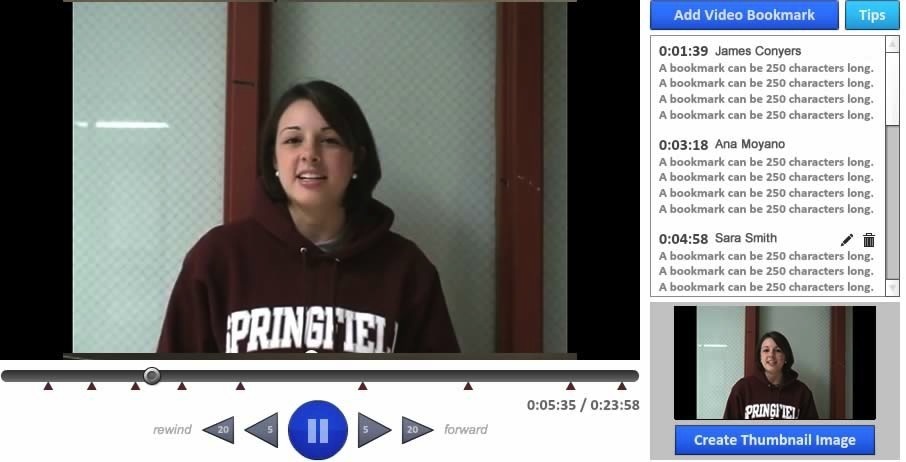 Add Video Bookmark
Tips
0:01:39 James Conyers
A bookmark can be 250 characters long.
A bookmark can be 250 characters long.
A bookmark can be 250 characters long.
A bookmark can be 250 characters long.
0:03:18 Ana Moyano
A bookmark can be 250 characters long.
A bookmark can be 250 characters long.
A bookmark can be 250 characters long.
A bookmark can be 250 characters long.
0:04:58 Sara Smith
A bookmark can be 250 characters long.
A bookmark can be 250 characters long.
A bookmark can be 250 characters long.
SPRINGFIEL
0:05:35 / 0:23:58
rewind 20 5 5 20 forward
SPRINGFIEL
Create Thumbnail Image